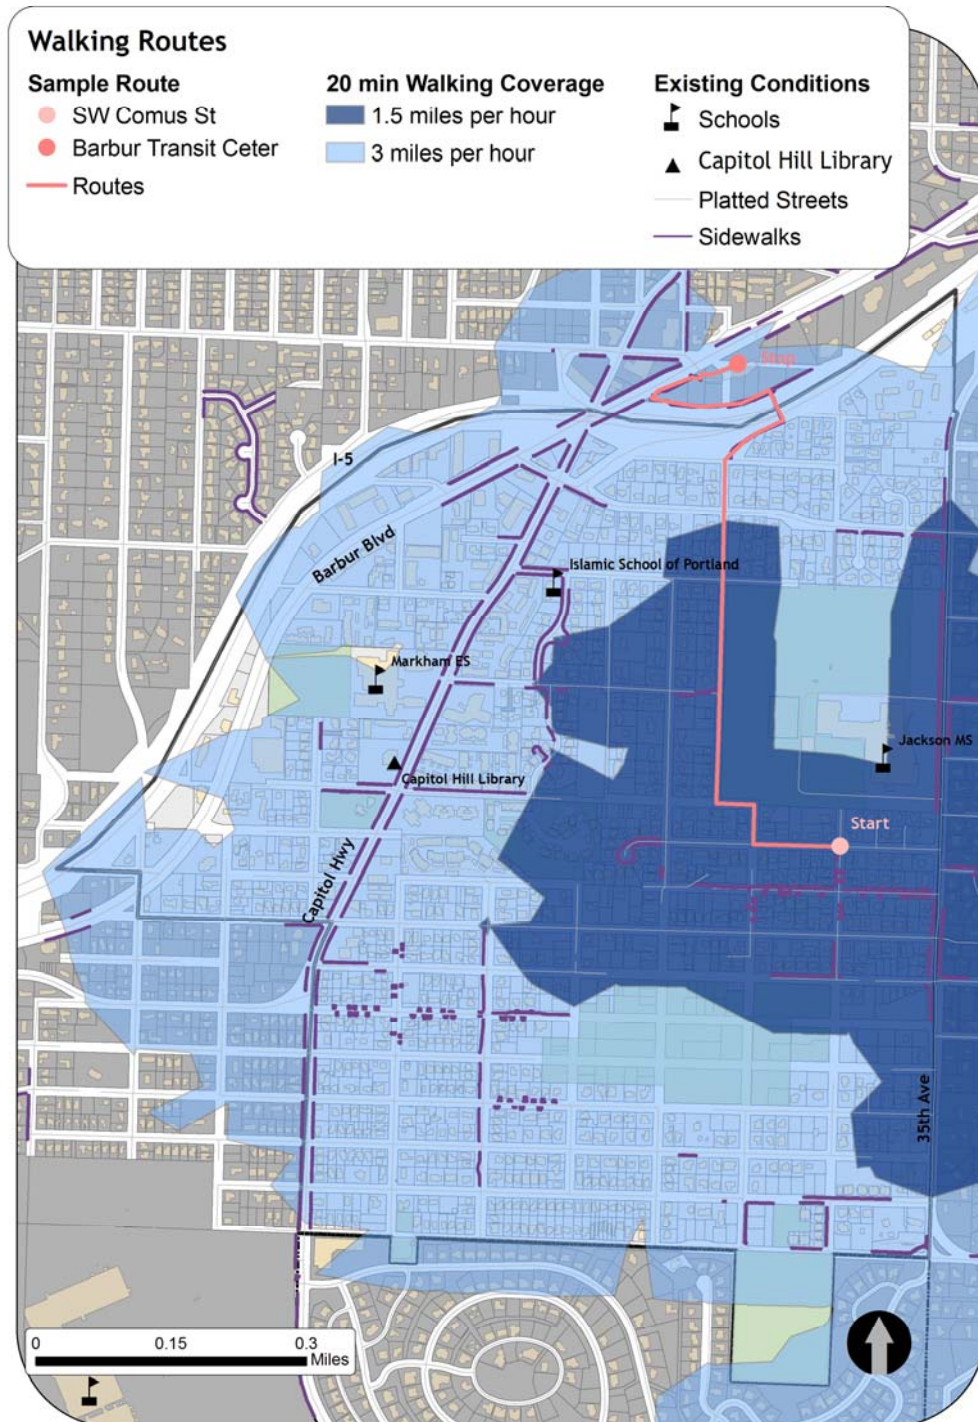 Walking Routes
Sample Route
SW Comus St
Barbur Transit Ceter
Routes
20 min Walking Coverage
1.5 miles per hour
3 miles per hour
Existing Conditions
Schools
Capitol Hill Library
Platted Streets
Sidewalks
Stop
I-5
Barbur Blvd
Islamic School of Portland
Markham ES
Jackson MS
Capitol Hill Library
Start
Capitol Hwy
35th Ave
0 0.15 0.3
Miles